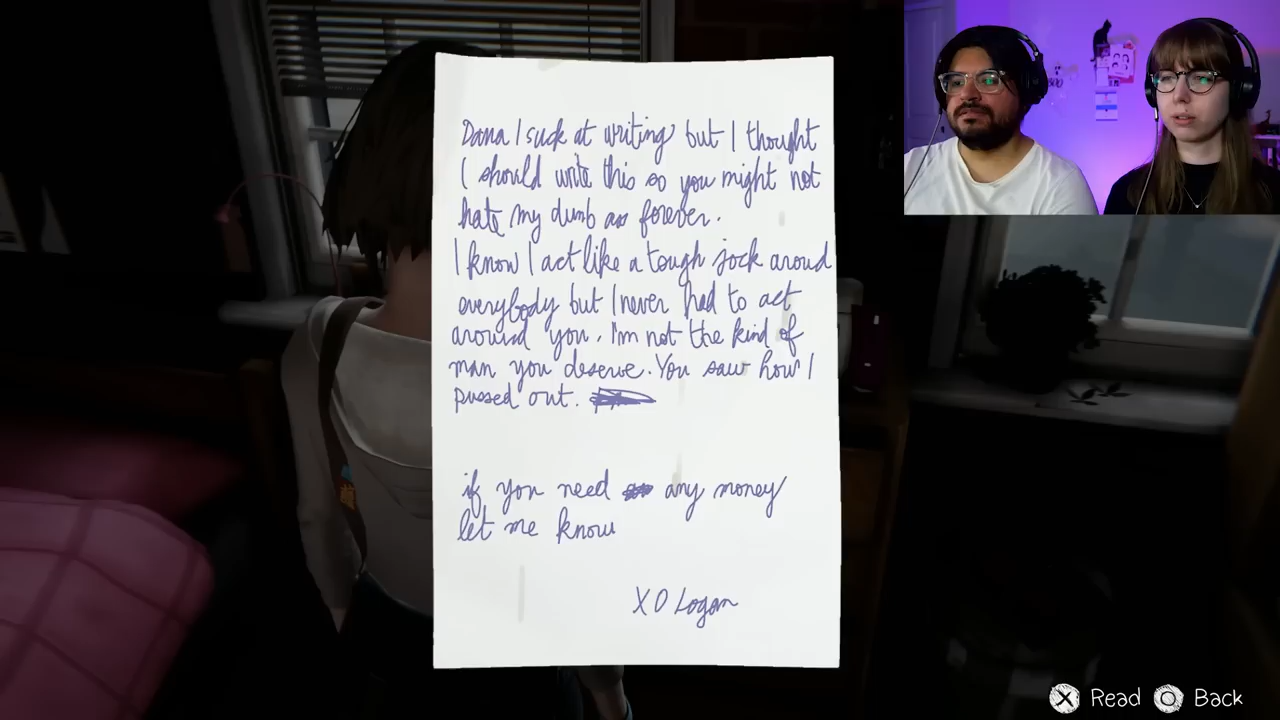 Dana I suck at writing but I thought
I should write this so you might not
hate my dumb ass forever.
I know I act like a tough jock aroud
everybody but I never had to act
around you. I'm not the kind of
man you deserve. You saw how I
pussed out.
if you need any money
let me know
XO Logan
Read Back